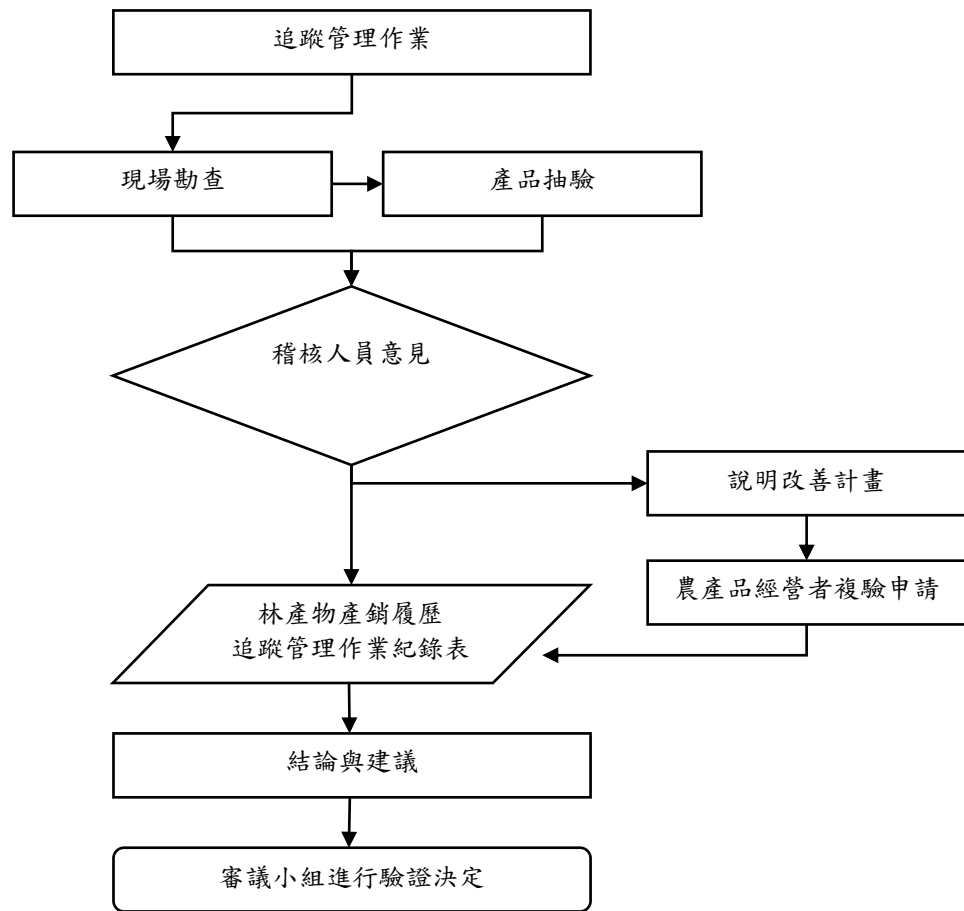 追蹤管理作業
現場勘查
產品抽驗
稽核人員意見
說明改善計畫
農產品經營者複驗申請
林產物產銷履歷
追蹤管理作業紀錄表
結論與建議
審議小組進行驗證決定